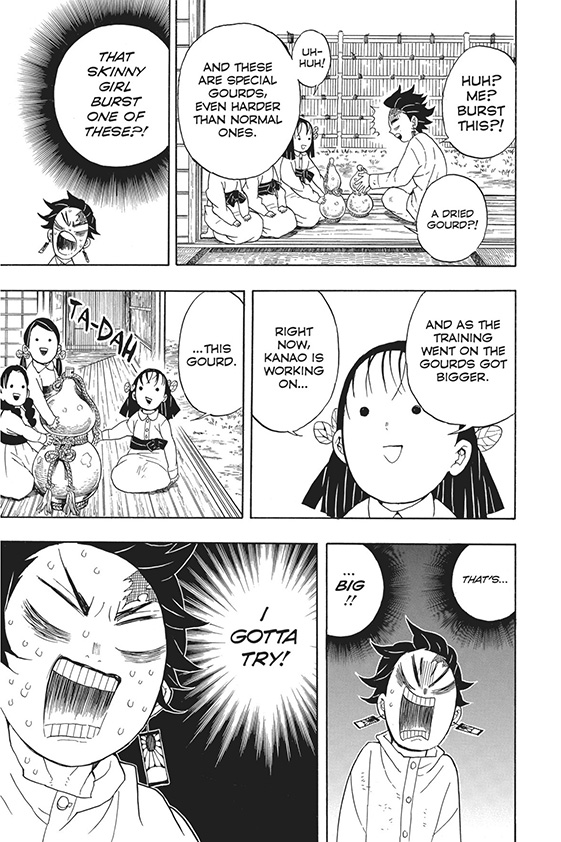 HUH?
ME?
BURST
THIS?!
A DRIED
GOURD?!
UH-
HUH!
AND THESE
ARE SPECIAL
GOURDS,
EVEN HARDER
THAN NORMAL
ONES.
THAT
SKINNY
GIRL
BURST
ONE OF
THESE?!
AND AS THE
TRAINING
WENT ON THE
GOURDS GOT
BIGGER.
RIGHT
NOW,
KANAO IS
WORKING
ON...
...THIS
GOURD.
TA-DAH...
THAT'S...
...
BIG
!!
I
GOTTA
TRY!